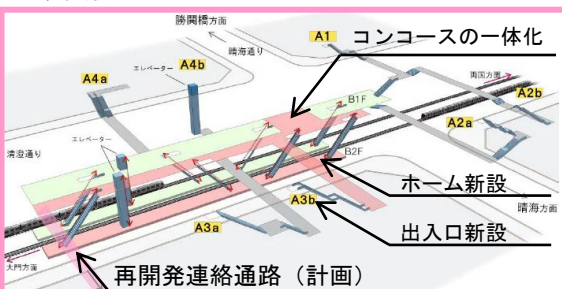 勝関橋方面
晴海通り
A1
コンコースの一体化
A4a
エレベーター
A4b
両国方面
A2b
B1F
A2a
清澄通り
エレベーター
B2F
ホーム新設
晴海方面
A3b
A3a
出入口新設
大門方面
再開発連絡通路（計画）